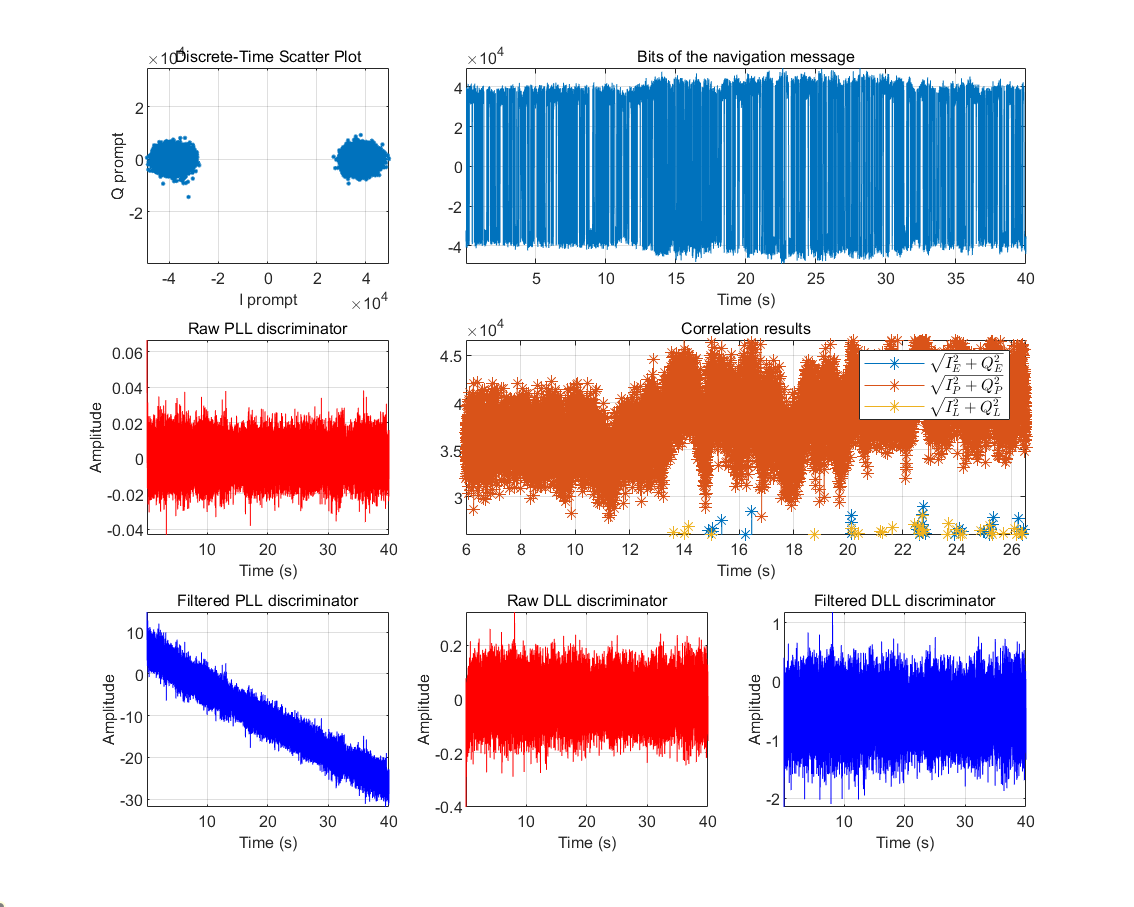 ×10^4
Discrete-Time Scatter Plot
Q prompt
2
0
-2
-4 -2 0 2 4
I prompt
×10^4
×10^4
Bits of the navigation message
4
2
0
-2
-4
5 10 15 20 25 30 35 40
Time (s)
Raw PLL discriminator
Amplitude
0.06
0.04
0.02
0
-0.02
-0.04
10 20 30 40
Time (s)
×10^4
Correlation results
4.5
4
3.5
3
√I_E^2 + Q_E^2
√I_P^2 + Q_P^2
√I_L^2 + Q_L^2
6 8 10 12 14 16 18 20 22 24 26
Time (s)
Filtered PLL discriminator
Amplitude
10
0
-10
-20
-30
10 20 30 40
Time (s)
Raw DLL discriminator
Amplitude
0.2
0
-0.2
-0.4
10 20 30 40
Time (s)
Filtered DLL discriminator
Amplitude
1
0
-1
-2
10 20 30 40
Time (s)